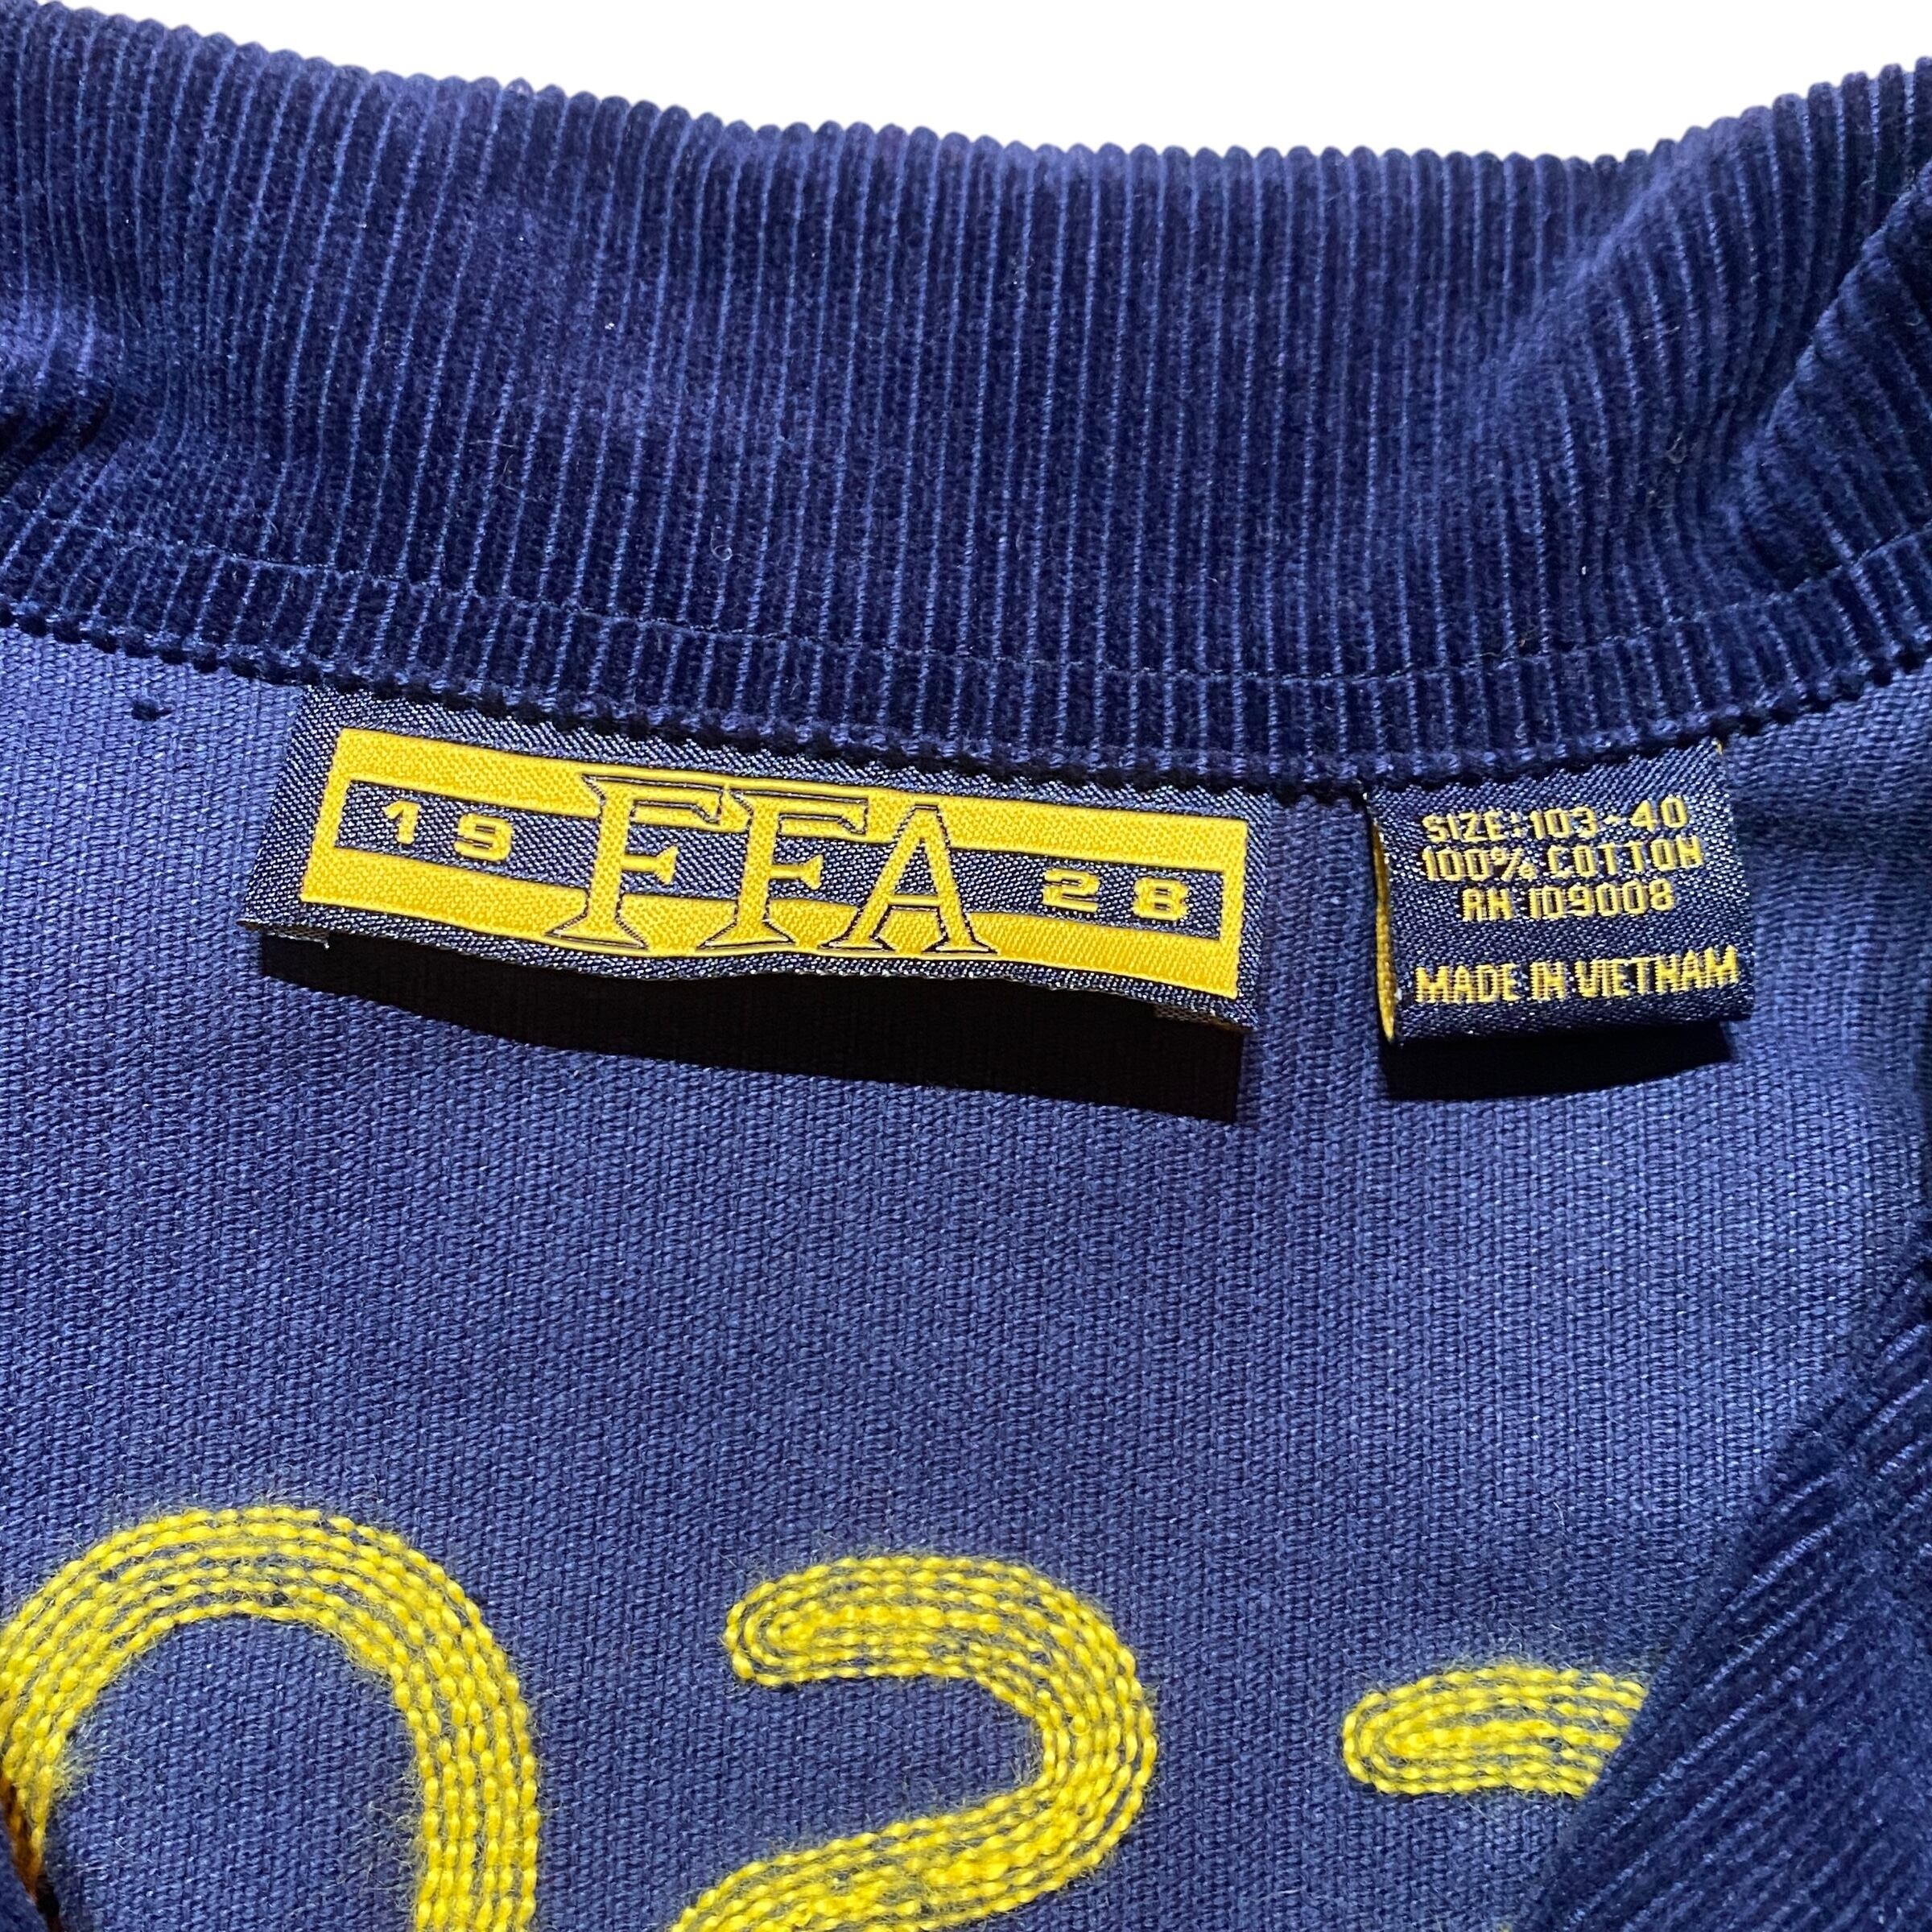 19 FFA 28
SIZE:103-40
100% COTTON
RN 109008
MADE IN VIETNAM